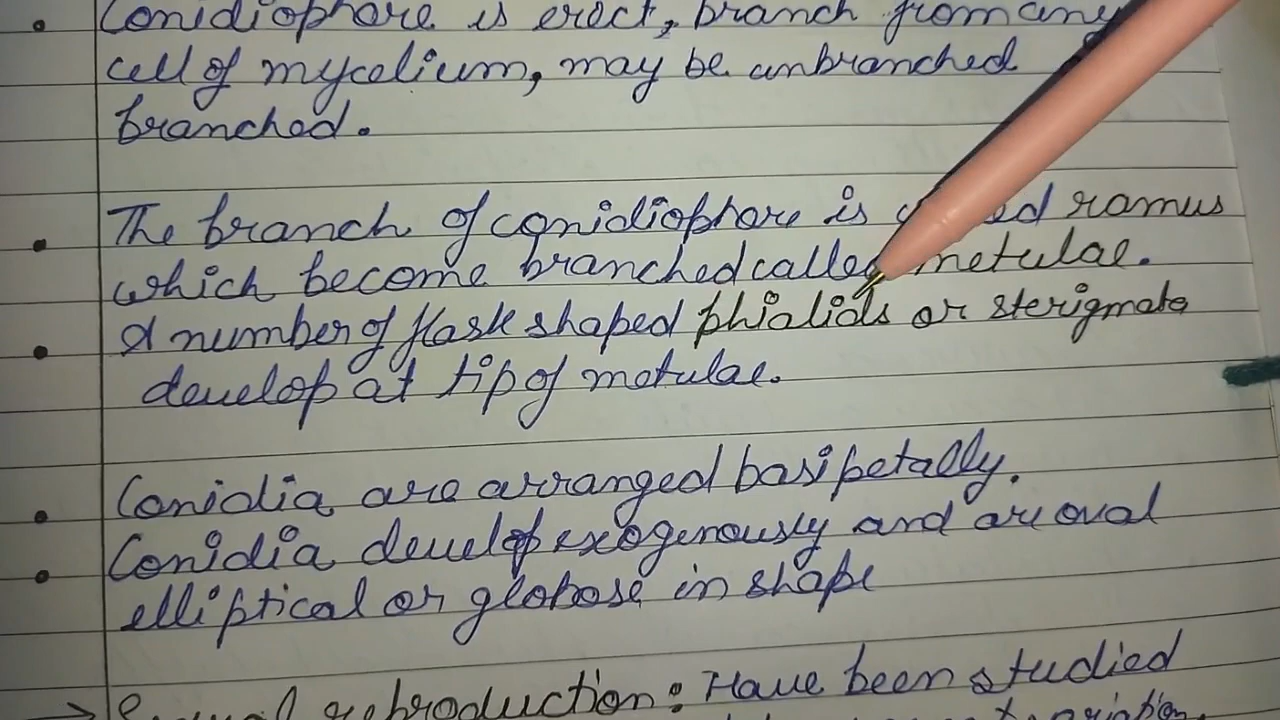 Conidiophore is erect, branch from any
cell of mycelium, may be unbranched
branched.
The branch of conidiophore is ramus
which become branched called metulae.
A number of flask shaped phialids or sterigmata
develop at tip of metulae.
Conidia are arranged basipetally.
Conidia develop exogenously and are oval
elliptical or globose in shape
reproduction: Have been studied